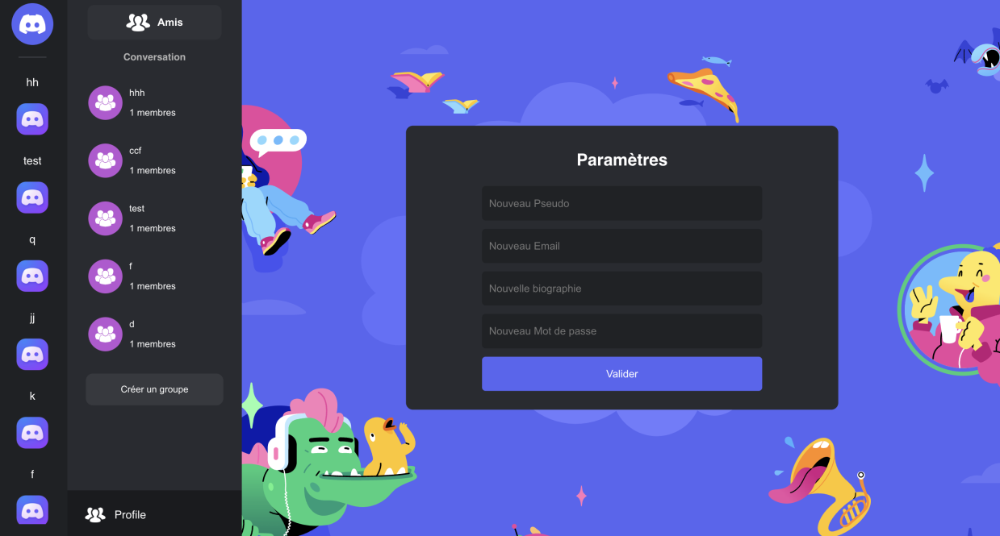 hh
test
q
jj
k
f
Amis
Conversation
hhh
1 membres
ccf
1 membres
test
1 membres
f
1 membres
d
1 membres
Créer un groupe
Profile
Paramètres
Nouveau Pseudo
Nouveau Email
Nouvelle biographie
Nouveau Mot de passe
Valider